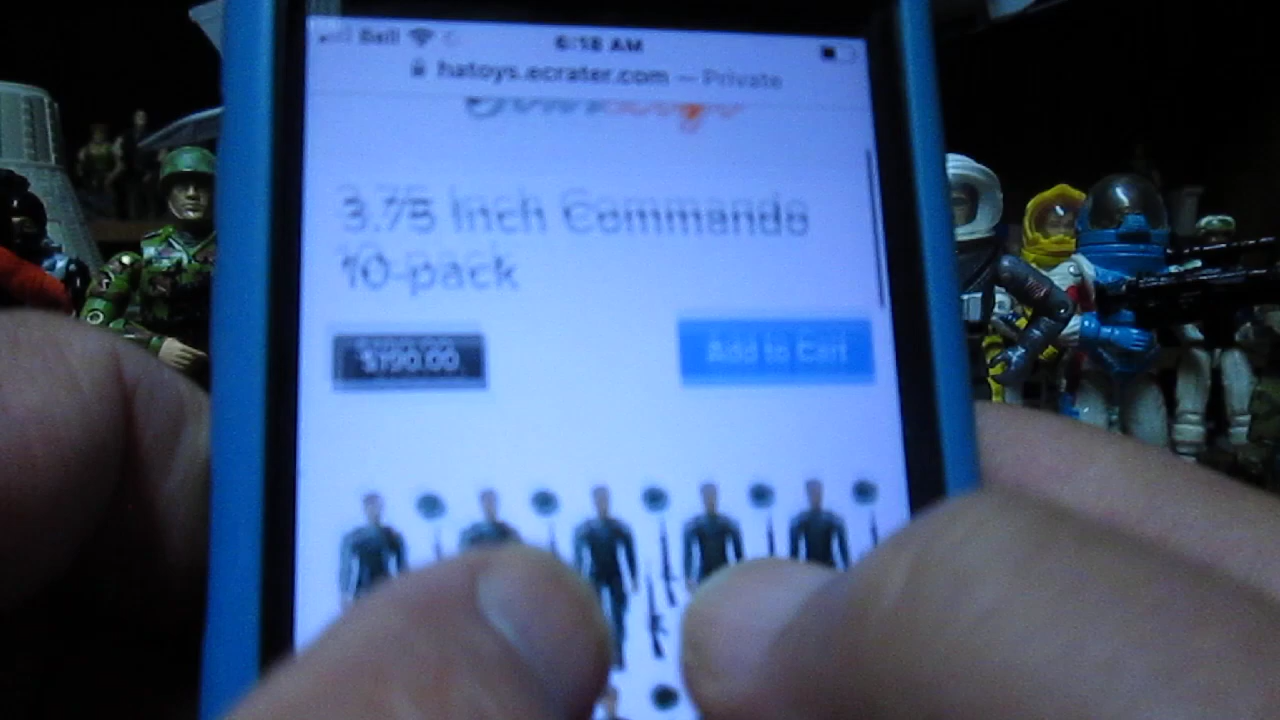 Bell 6:18 AM
hatoys.ecrater.com — Private
3.75 Inch Commando
10-pack
$190.00 Add to Cart